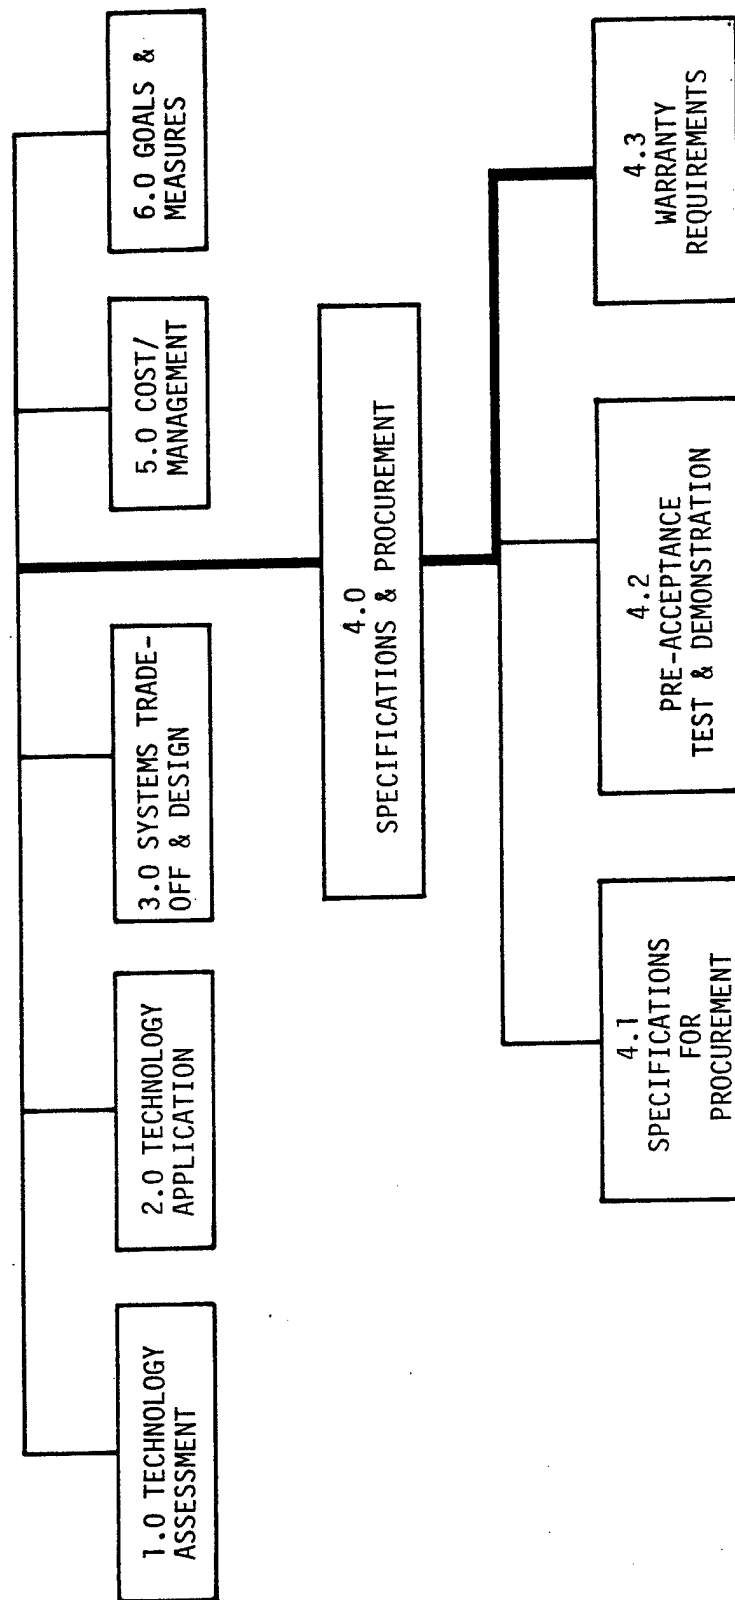 1.0 TECHNOLOGY
ASSESSMENT
2.0 TECHNOLOGY
APPLICATION
3.0 SYSTEMS TRADE-
OFF & DESIGN
5.0 COST/
MANAGEMENT
6.0 GOALS &
MEASURES
4.0
SPECIFICATIONS & PROCUREMENT
4.1
SPECIFICATIONS
FOR
PROCUREMENT
4.2
PRE-ACCEPTANCE
TEST & DEMONSTRATION
4.3
WARRANTY
REQUIREMENTS